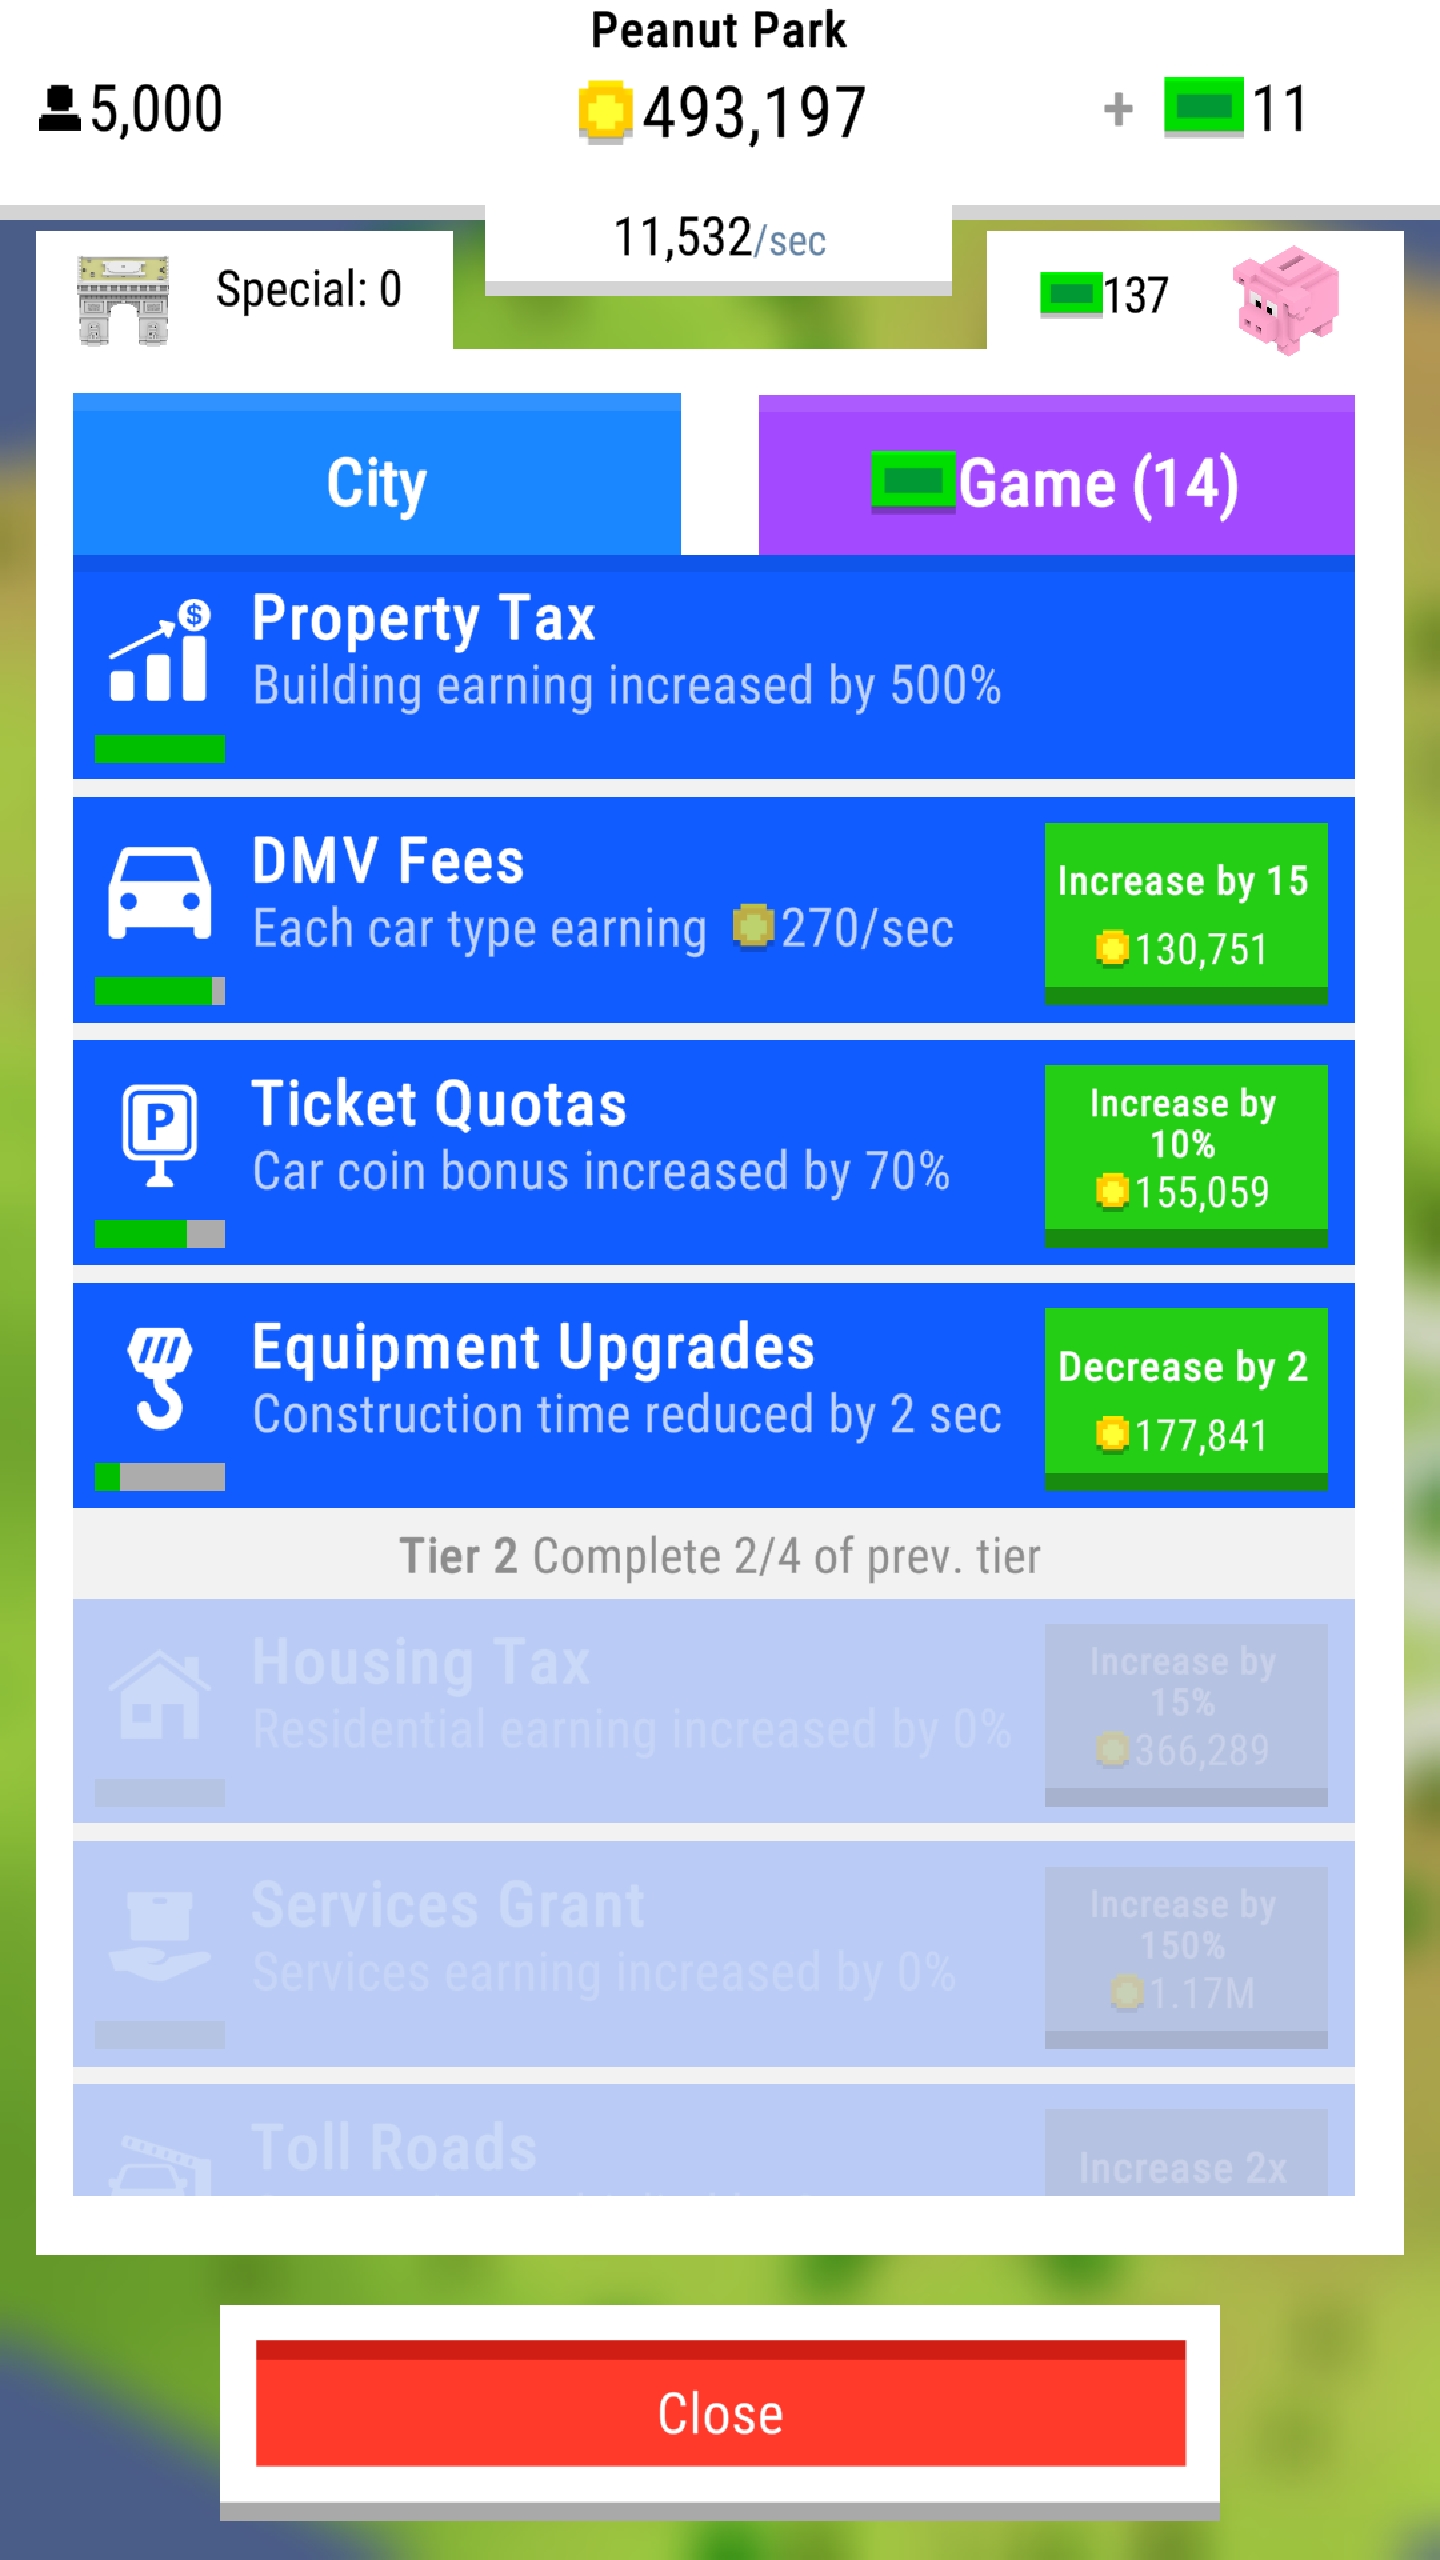 Peanut Park
5,000
493,197
+ 11
11,532/sec
Special: 0
137
City
Game (14)
Property Tax
Building earning increased by 500%
DMV Fees
Each car type earning 270/sec
Increase by 15
130,751
P
Ticket Quotas
Car coin bonus increased by 70%
Increase by
10%
155,059
Equipment Upgrades
Construction time reduced by 2 sec
Decrease by 2
177,841
Tier 2 Complete 2/4 of prev. tier
Housing Tax
Residential earning increased by 0%
Increase by
15%
366,289
Services Grant
Services earning increased by 0%
Increase by
150%
1.17M
Toll Roads
Increase 2x
Close